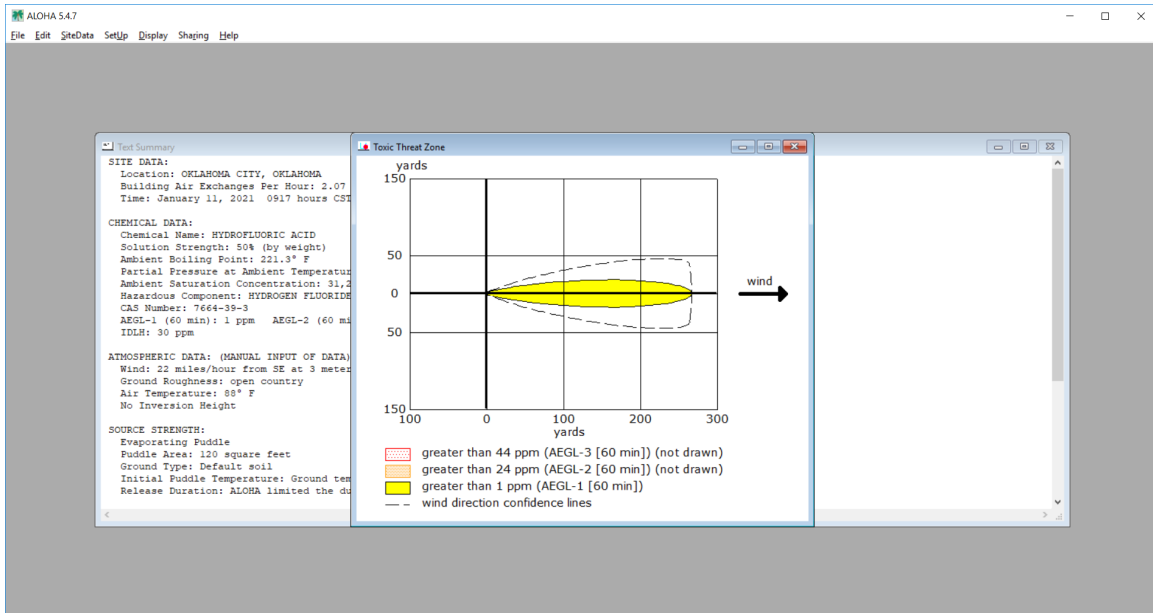 ALOHA 5.4.7
File Edit SiteData SetUp Display Sharing Help
Text Summary
SITE DATA:
Location: OKLAHOMA CITY, OKLAHOMA
Building Air Exchanges Per Hour: 2.07
Time: January 11, 2021 0917 hours CST
CHEMICAL DATA:
Chemical Name: HYDROFLUORIC ACID
Solution Strength: 50% (by weight)
Ambient Boiling Point: 221.3° F
Partial Pressure at Ambient
Ambient Saturation Concentration: 31,2
Hazardous Component: HYDROGEN FLUORIDE
CAS Number: 7664-39-3
AEGL-1 (60 min): 1 ppm AEGL-2 (60
IDLH: 30 ppm
ATMOSPHERIC DATA: (MANUAL INPUT OF DATA)
Wind: 22 miles/hour from SE at 3
Ground Roughness: open country
Air Temperature: 88° F
No Inversion Height
SOURCE STRENGTH:
Evaporating Puddle
Puddle Area: 120 square feet
Ground Type: Default soil
Initial Puddle Temperature: Ground
Release Duration: ALOHA limited the
Toxic Threat Zone
yards
150
50
0
50
150
wind
100 0 100 200 300
yards
greater than 44 ppm (AEGL-3 [60 min]) (not drawn)
greater than 24 ppm (AEGL-2 [60 min]) (not drawn)
greater than 1 ppm (AEGL-1 [60 min])
wind direction confidence lines